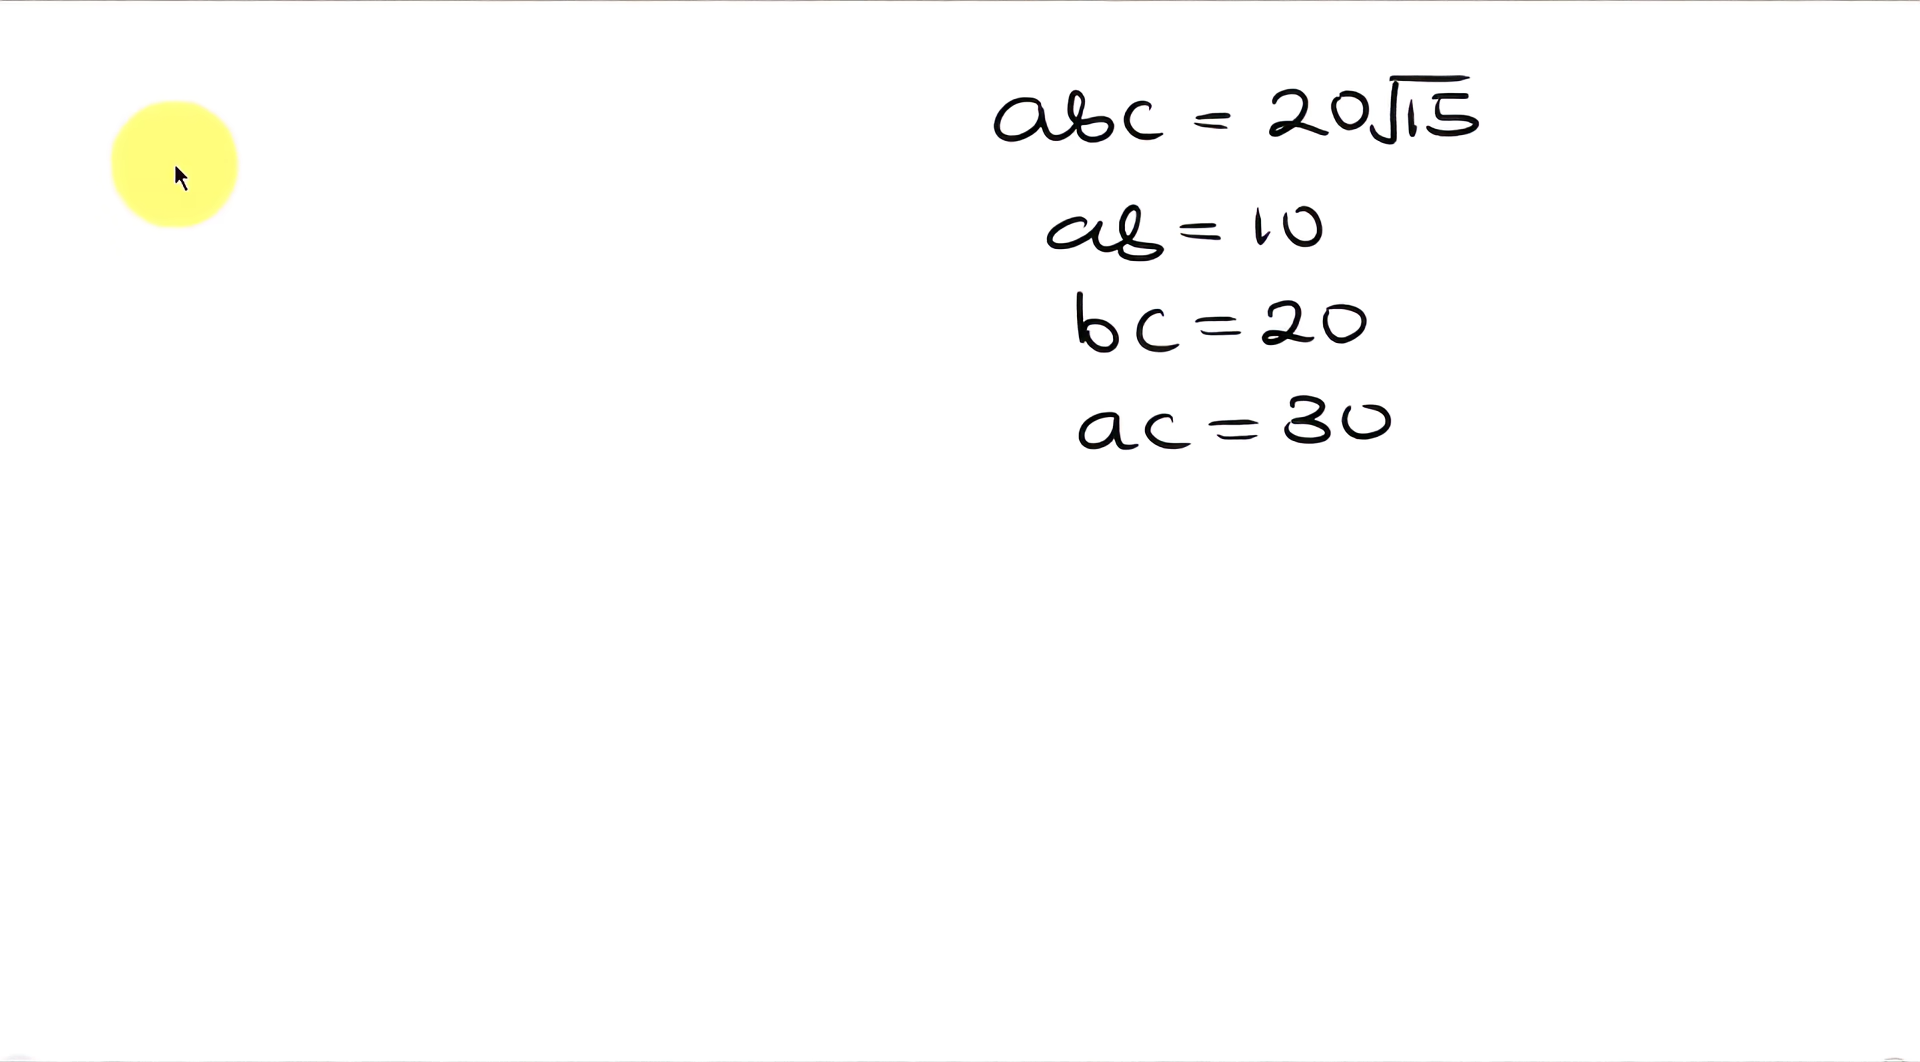 abc = 20√15
ab = 10
bc = 20
ac = 30